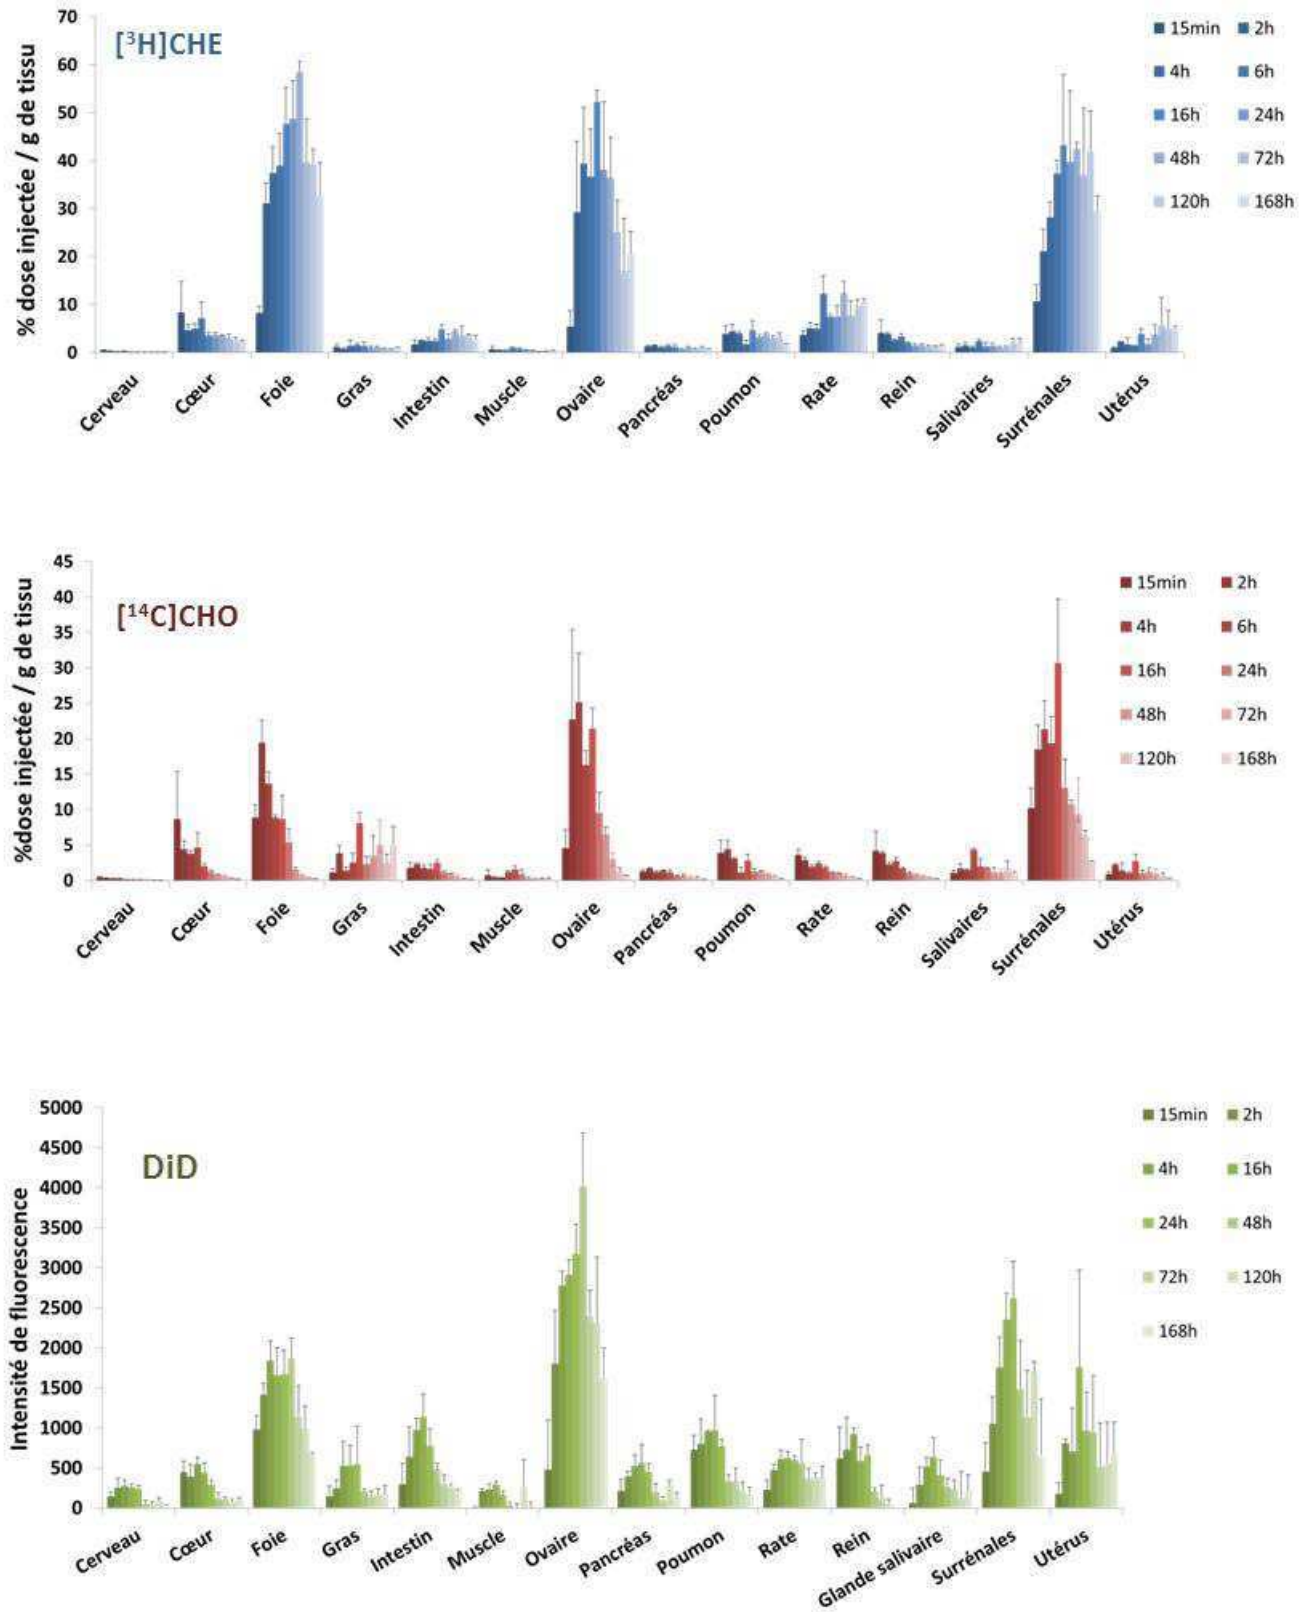 [³H]CHE
% dose injectée / g de tissu
70
60
50
40
30
20
10
0
15min 2h
4h 6h
16h 24h
48h 72h
120h 168h
Cerveau Cœur Foie Gras Intestin Muscle Ovaire Pancréas Poumon Rate Rein Salivaires Surrénales Utérus
[¹⁴C]CHO
%dose injectée / g de tissu
45
40
35
30
25
20
15
10
5
0
15min 2h
4h 6h
16h 24h
48h 72h
120h 168h
Cerveau Cœur Foie Gras Intestin Muscle Ovaire Pancréas Poumon Rate Rein Salivaires Surrénales Utérus
DiD
Intensité de fluorescence
5000
4500
4000
3500
3000
2500
2000
1500
1000
500
0
15min 2h
4h 16h
24h 48h
72h 120h
168h
Cerveau Cœur Foie Gras Intestin Muscle Ovaire Pancréas Poumon Rate Rein Glande salivaire Surrénales Utérus